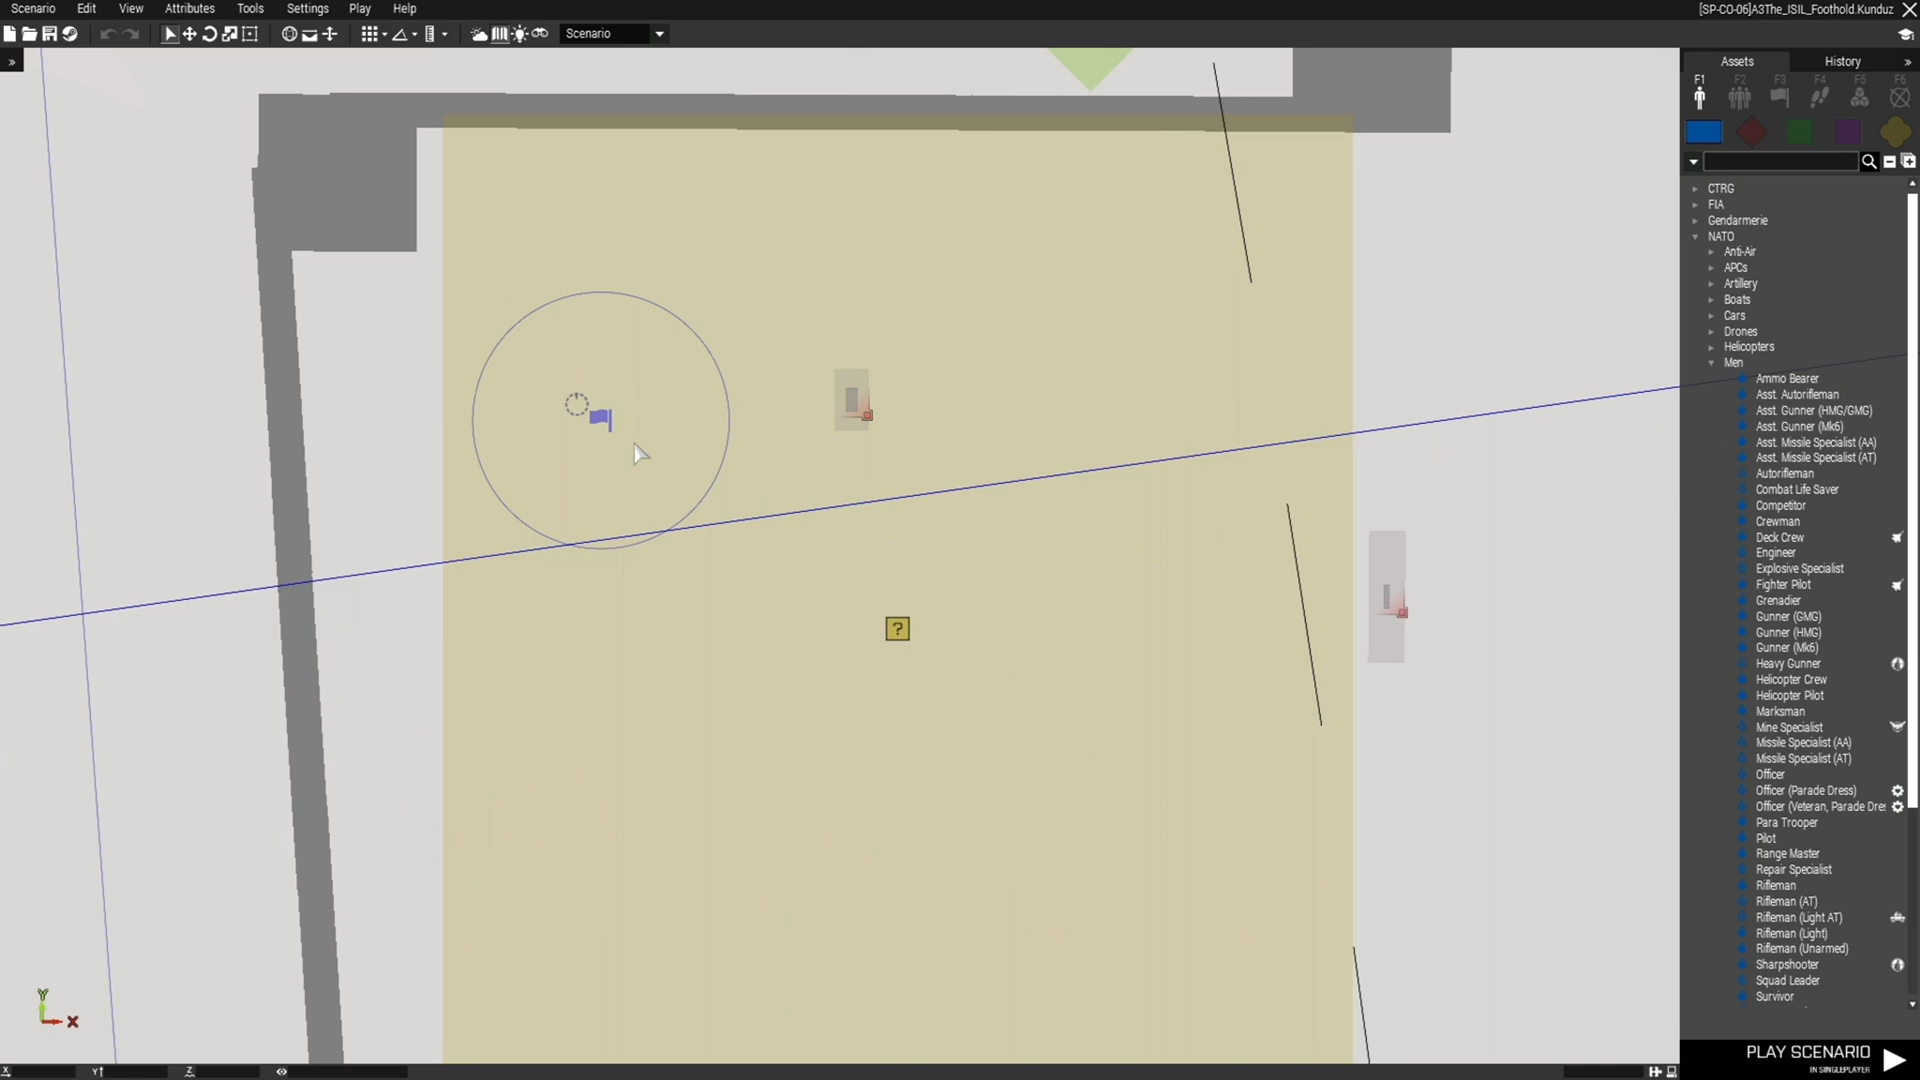 Scenario Edit View Attributes Tools Settings Play Help
[SP-CO-06]A3The_ISIL_Foothold.Kunduz
Scenario
Assets History
F1 F2 F3 F4 F5 F6
CTRG
FIA
Gendarmerie
NATO
Anti-Air
APCs
Artillery
Boats
Cars
Drones
Helicopters
Men
Ammo Bearer
Asst. Autorifleman
Asst. Gunner (HMG/GMG)
Asst. Gunner (Mk6)
Asst. Missile Specialist (AA)
Asst. Missile Specialist (AT)
Autorifleman
Combat Life Saver
Competitor
Crewman
Deck Crew
Engineer
Explosive Specialist
Fighter Pilot
Grenadier
Gunner (GMG)
Gunner (HMG)
Gunner (Mk6)
Heavy Gunner
Helicopter Crew
Helicopter Pilot
Marksman
Mine Specialist
Missile Specialist (AA)
Missile Specialist (AT)
Officer
Officer (Parade Dress)
Officer (Veteran, Parade Dre
Para Trooper
Pilot
Range Master
Repair Specialist
Rifleman
Rifleman (AT)
Rifleman (Light AT)
Rifleman (Light)
Rifleman (Unarmed)
Sharpshooter
Squad Leader
Survivor
?
Y
X
PLAY SCENARIO
IN SINGLEPLAYER
X Y Z